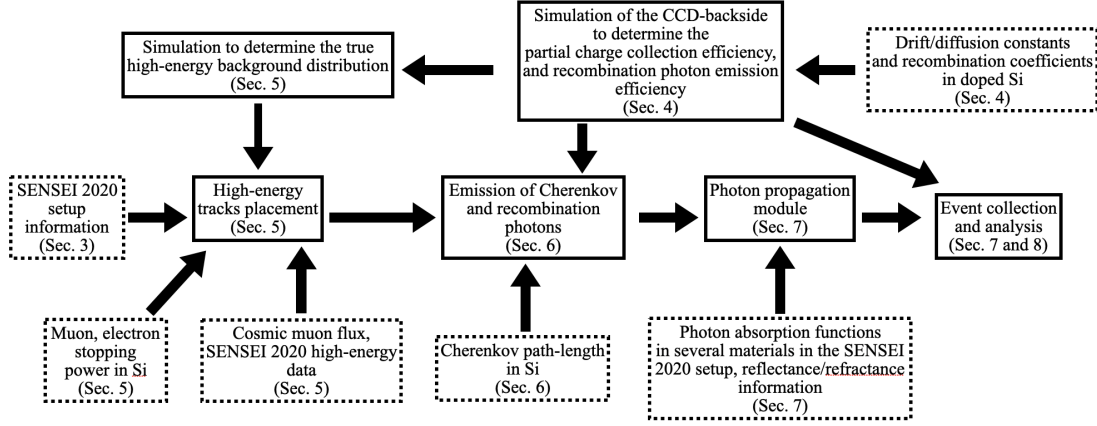 Simulation to determine the true
high-energy background distribution
(Sec. 5)
Simulation of the CCD-backside
to determine the
partial charge collection efficiency,
and recombination photon emission
efficiency
(Sec. 4)
Drift/diffusion constants
and recombination coefficients
in doped Si
(Sec. 4)
SENSEI 2020
setup
information
(Sec. 3)
High-energy
tracks placement
(Sec. 5)
Emission of Cherenkov
and recombination
photons
(Sec. 6)
Photon propagation
module
(Sec. 7)
Event collection
and analysis
(Sec. 7 and 8)
Muon, electron
stopping
power in Si
(Sec. 5)
Cosmic muon flux,
SENSEI 2020 high-energy
data
(Sec. 5)
Cherenkov path-length
in Si
(Sec. 6)
Photon absorption functions
in several materials in the SENSEI
2020 setup, reflectance/refractance
information
(Sec. 7)